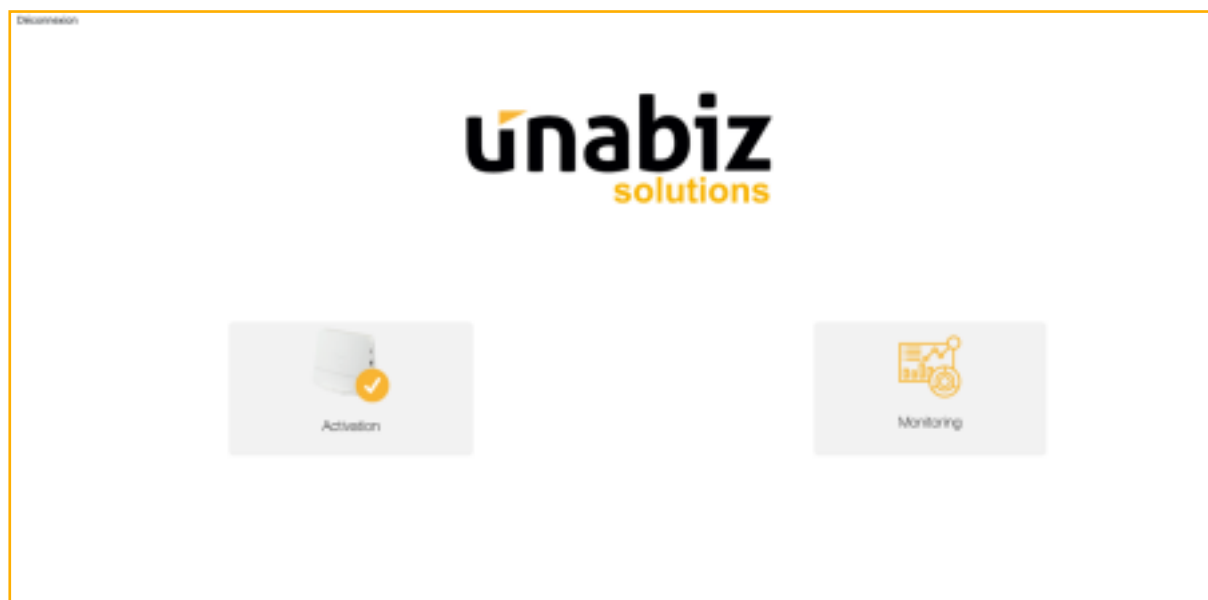 Déconnexion
unabiz
solutions
Activation
Monitoring